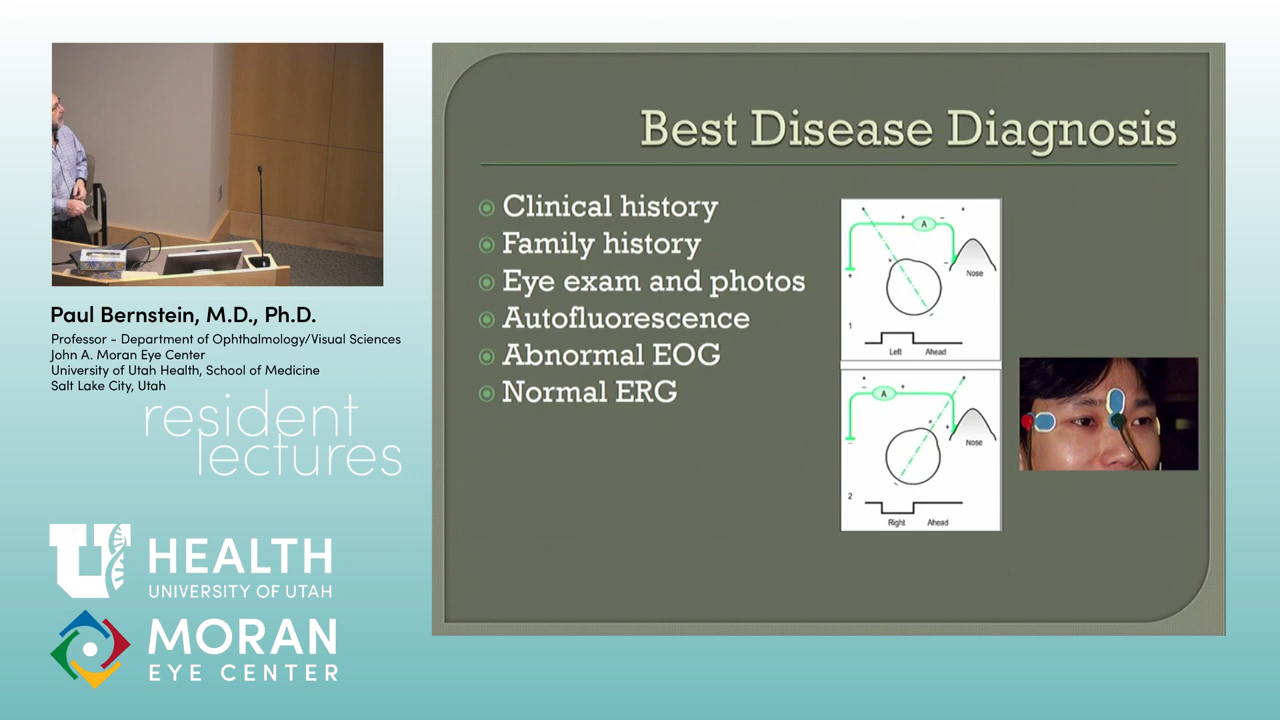 Paul Bernstein, M.D., Ph.D.
Professor - Department of Ophthalmology/Visual Sciences
John A. Moran Eye Center
University of Utah Health, School of Medicine
Salt Lake City, Utah
resident
lectures
U
HEALTH
UNIVERSITY OF UTAH
MORAN
EYE CENTER
Best Disease Diagnosis
Clinical history
Family history
Eye exam and photos
Autofluorescence
Abnormal EOG
Normal ERG
+ A -
Nose
1
Left Ahead
- A +
Nose
2
Right Ahead